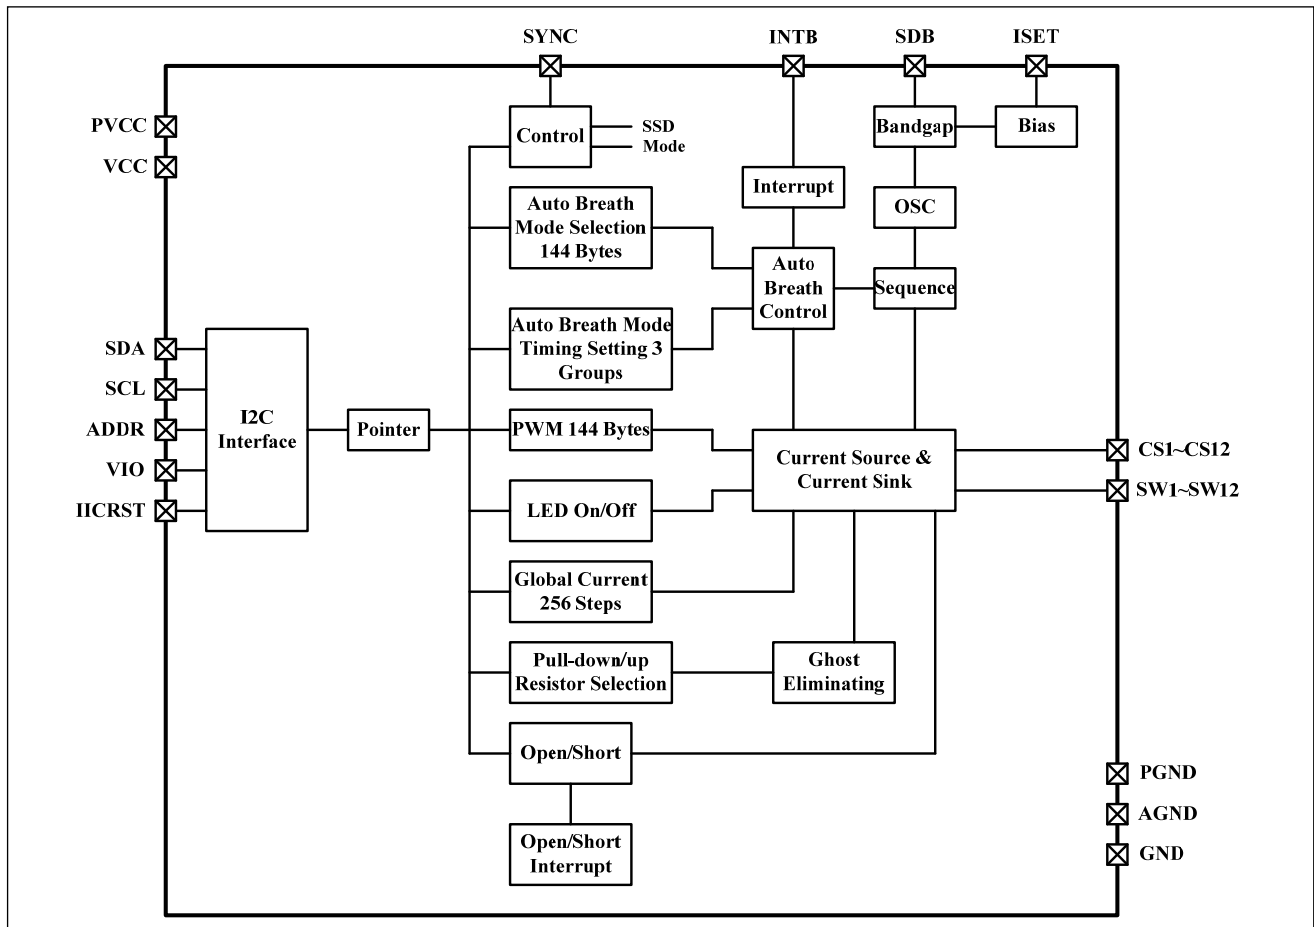 SYNC
INTB
SDB
ISET
PVCC
VCC
Control
SSD
Mode
Bandgap
Bias
Interrupt
OSC
Auto Breath
Mode Selection
144 Bytes
Auto
Breath
Control
Sequence
Auto Breath Mode
Timing Setting 3
Groups
SDA
SCL
ADDR
VIO
IICRST
I2C
Interface
Pointer
PWM 144 Bytes
Current Source &
Current Sink
CS1~CS12
SW1~SW12
LED On/Off
Global Current
256 Steps
Pull-down/up
Resistor Selection
Ghost
Eliminating
Open/Short
Open/Short
Interrupt
PGND
AGND
GND